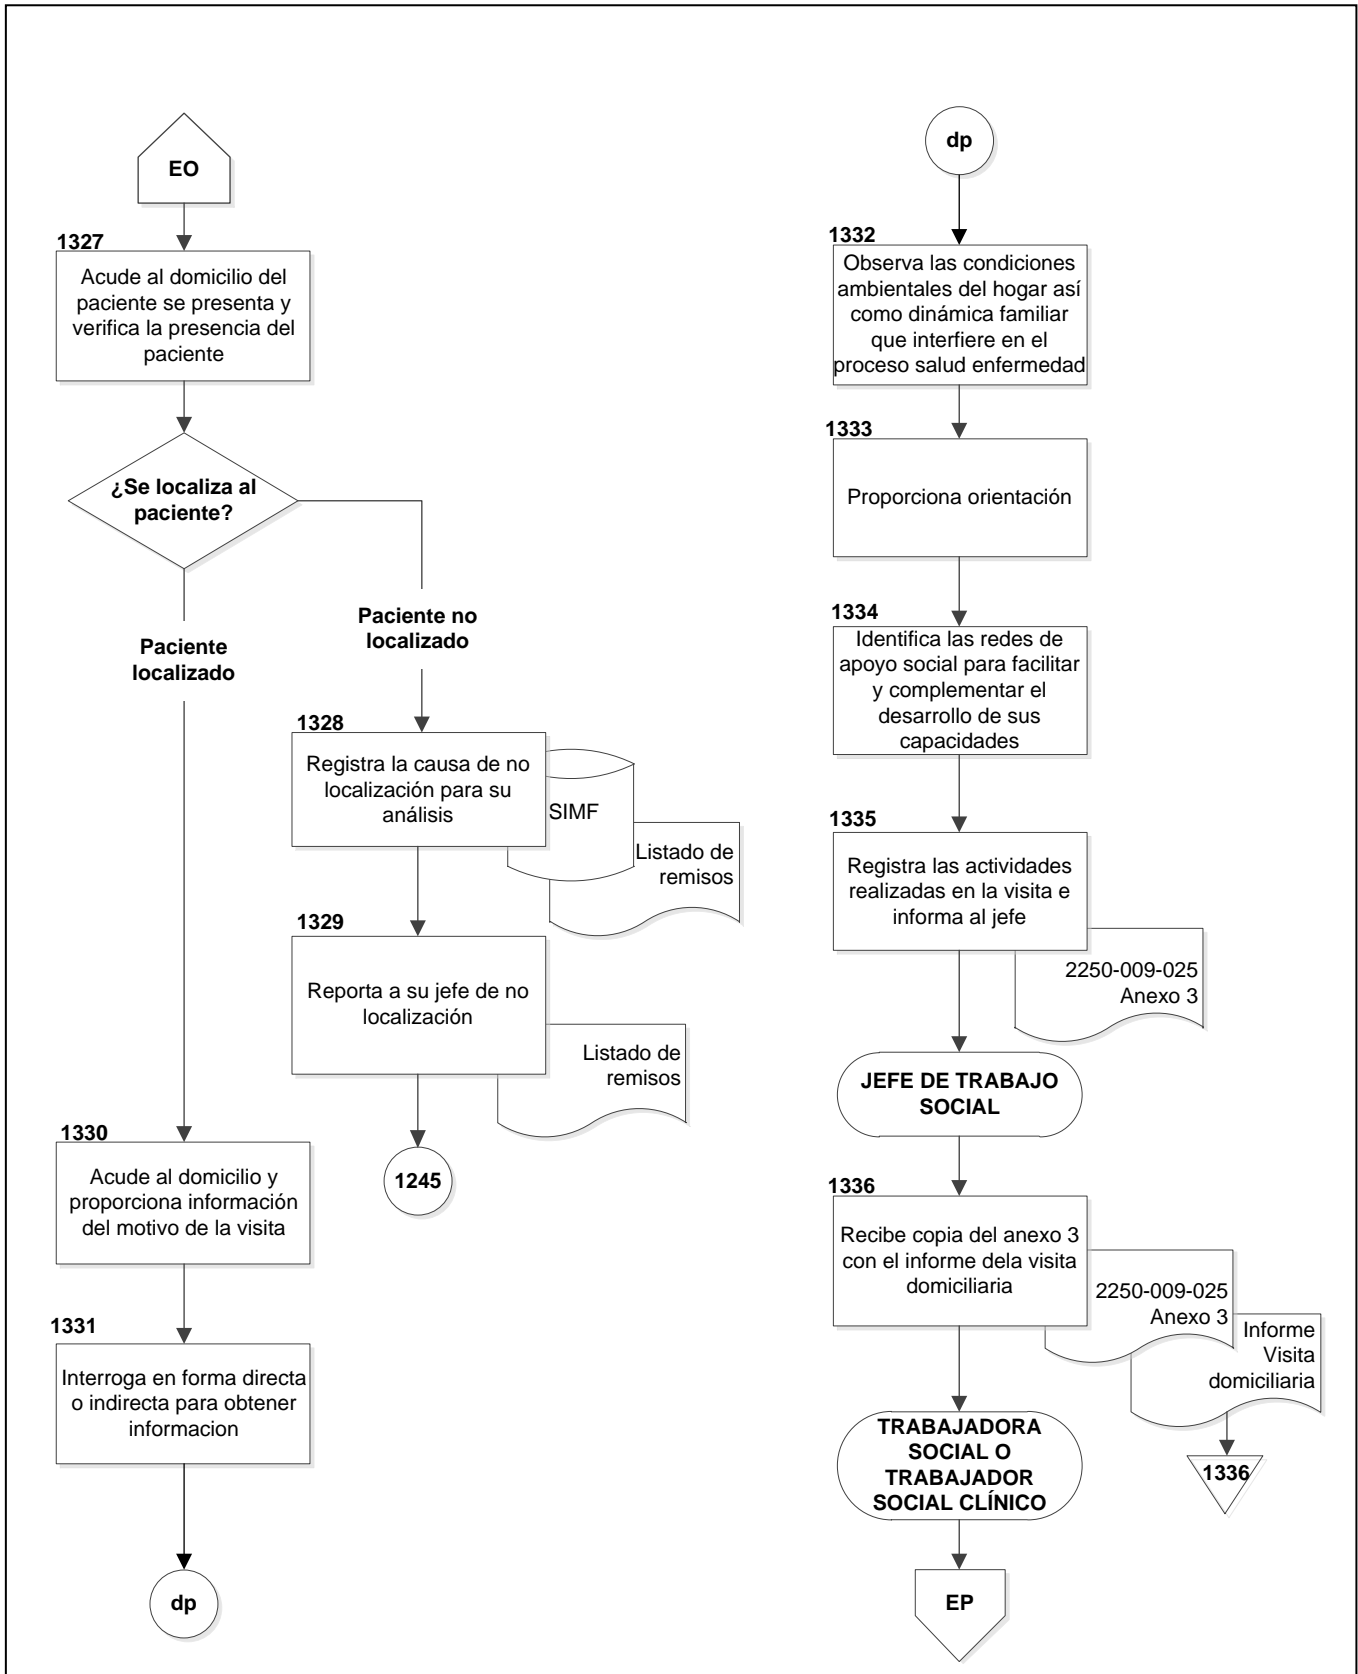 EO
1327
Acude al domicilio del
paciente se presenta y
verifica la presencia del
paciente
¿Se localiza al
paciente?
Paciente
localizado
Paciente no
localizado
1328
Registra la causa de no
localización para su
análisis
SIMF
Listado de
remisos
1329
Reporta a su jefe de no
localización
Listado de
remisos
1245
1330
Acude al domicilio y
proporciona información
del motivo de la visita
1331
Interroga en forma directa
o indirecta para obtener
informacion
dp
dp
1332
Observa las condiciones
ambientales del hogar así
como dinámica familiar
que interfiere en el
proceso salud enfermedad
1333
Proporciona orientación
1334
Identifica las redes de
apoyo social para facilitar
y complementar el
desarrollo de sus
capacidades
1335
Registra las actividades
realizadas en la visita e
informa al jefe
2250-009-025
Anexo 3
JEFE DE TRABAJO
SOCIAL
1336
Recibe copia del anexo 3
con el informe dela visita
domiciliaria
2250-009-025
Anexo 3
Informe
Visita
domiciliaria
1336
TRABAJADORA
SOCIAL O
TRABAJADOR
SOCIAL CLÍNICO
EP